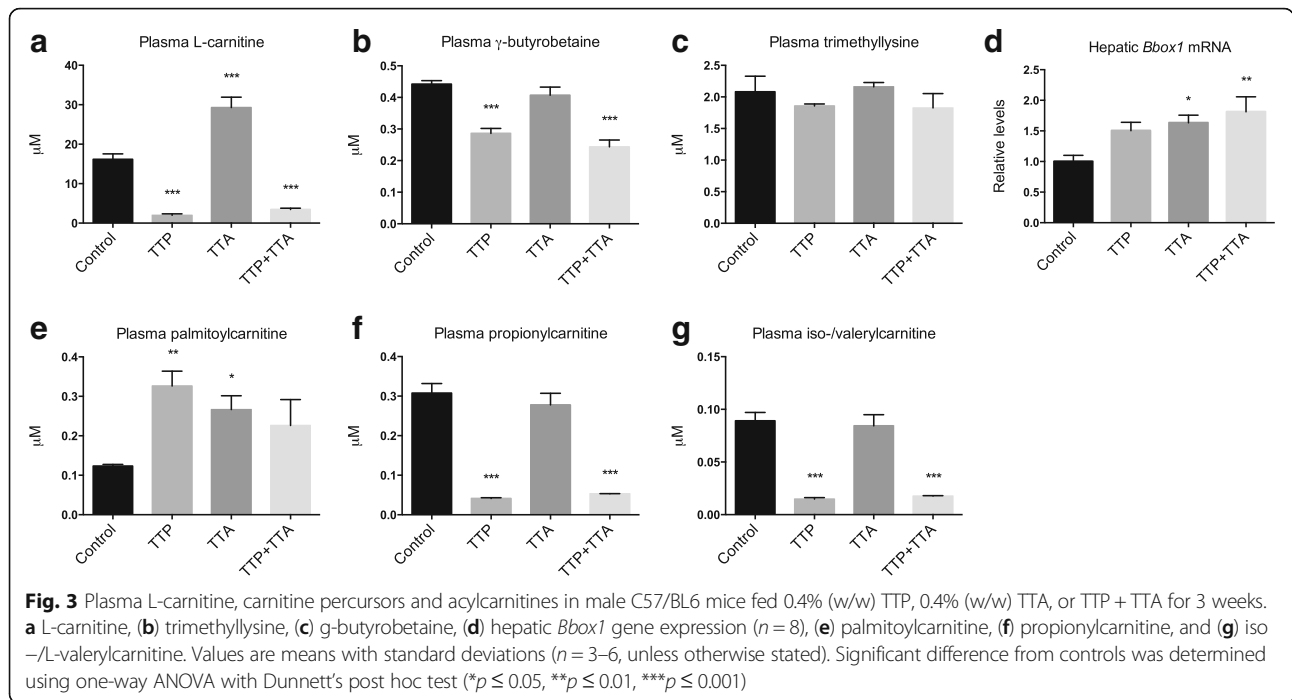 a
Plasma L-carnitine
μM
40
30
20
10
0
***
***
***
Control
TTP
TTA
TTP+TTA
b
Plasma γ-butyrobetaine
μM
0.5
0.4
0.3
0.2
0.1
0.0
***
***
Control
TTP
TTA
TTP+TTA
c
Plasma trimethyllysine
μM
2.5
2.0
1.5
1.0
0.5
0.0
Control
TTP
TTA
TTP+TTA
d
Hepatic Bbox1 mRNA
Relative levels
2.5
2.0
1.5
1.0
0.5
0.0
*
**
Control
TTP
TTA
TTP+TTA
e
Plasma palmitoylcarnitine
μM
0.4
0.3
0.2
0.1
0.0
**
*
Control
TTP
TTA
TTP+TTA
f
Plasma propionylcarnitine
μM
0.4
0.3
0.2
0.1
0.0
***
***
Control
TTP
TTA
TTP+TTA
g
Plasma iso-/valerylcarnitine
μM
0.15
0.10
0.05
0.00
***
***
Control
TTP
TTA
TTP+TTA
Fig. 3 Plasma L-carnitine, carnitine percursors and acylcarnitines in male C57/BL6 mice fed 0.4% (w/w) TTP, 0.4% (w/w) TTA, or TTP + TTA for 3 weeks.
a L-carnitine, (b) trimethyllysine, (c) g-butyrobetaine, (d) hepatic Bbox1 gene expression (n = 8), (e) palmitoylcarnitine, (f) propionylcarnitine, and (g) iso
−/L-valerylcarnitine. Values are means with standard deviations (n = 3–6, unless otherwise stated). Significant difference from controls was determined
using one-way ANOVA with Dunnett’s post hoc test (*p ≤ 0.05, **p ≤ 0.01, ***p ≤ 0.001)